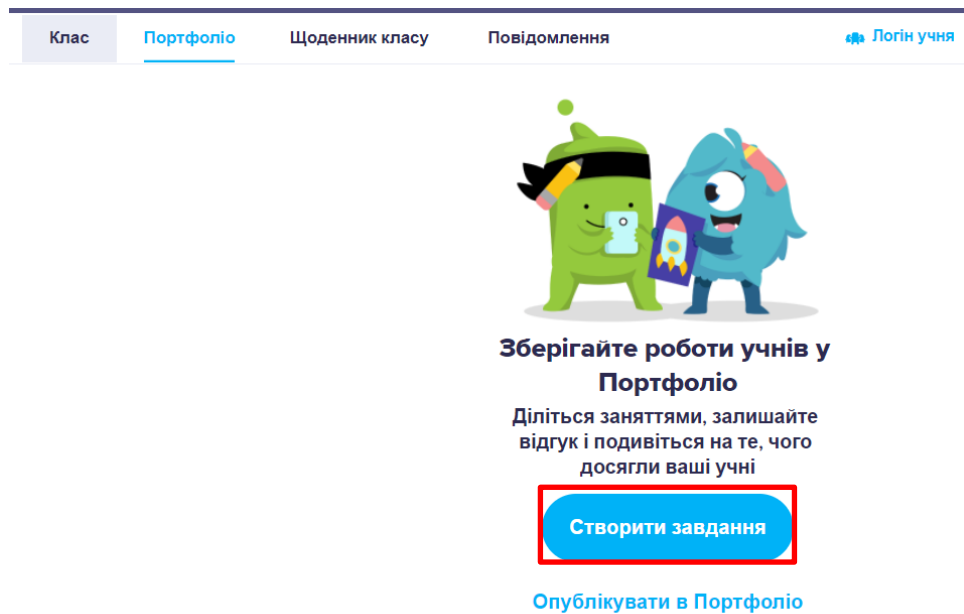 Клас Портфоліо Щоденник класу Повідомлення Логін учня
Зберігайте роботи учнів у
Портфоліо
Діліться заняттями, залишайте
відгук і подивіться на те, чого
досягли ваші учні
Створити завдання
Опублікувати в Портфоліо